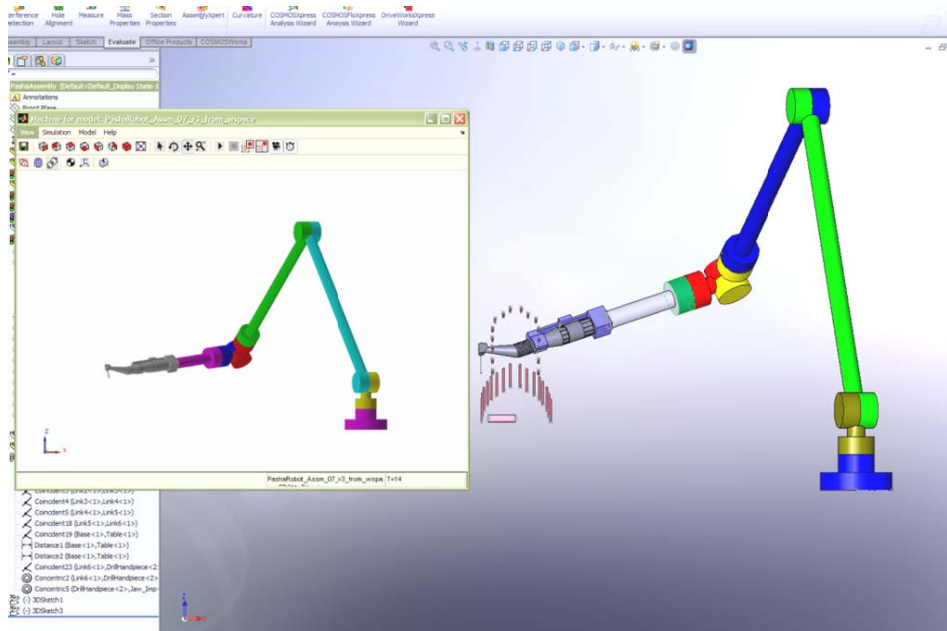 Hole Measure Mass Section AssemblyXpert Curvature COSMOSXpress COSMOSFloXpress DriveWorksXpress
Alignment Properties Properties Analysis Wizard Analysis Wizard Wizard
Layout Sketch Evaluate Office Products COSMOSWorks
PashaAssembly (Default<Default_Display State-1
Annotations
Front Plane
Machine for model: PashaRobot_Assm_07_v3_from_wspace
View Simulation Model Help
z
x
PashaRobot_Assm_07_v3_from_wspa T=14
Coincident4 (Link3<1>,Link4<1>)
Coincident5 (Link4<1>,Link5<1>)
Coincident18 (Link5<1>,Link6<1>)
Coincident19 (Base<1>,Table<1>)
Distance1 (Base<1>,Table<1>)
Distance2 (Base<1>,Table<1>)
Coincident23 (Link6<1>,DrillHandpiece<2>
Concentric2 (Link6<1>,DrillHandpiece<2>
Concentric5 (DrillHandpiece<2>,Jaw_Imp
(-) 3DSketch1
(-) 3DSketch3